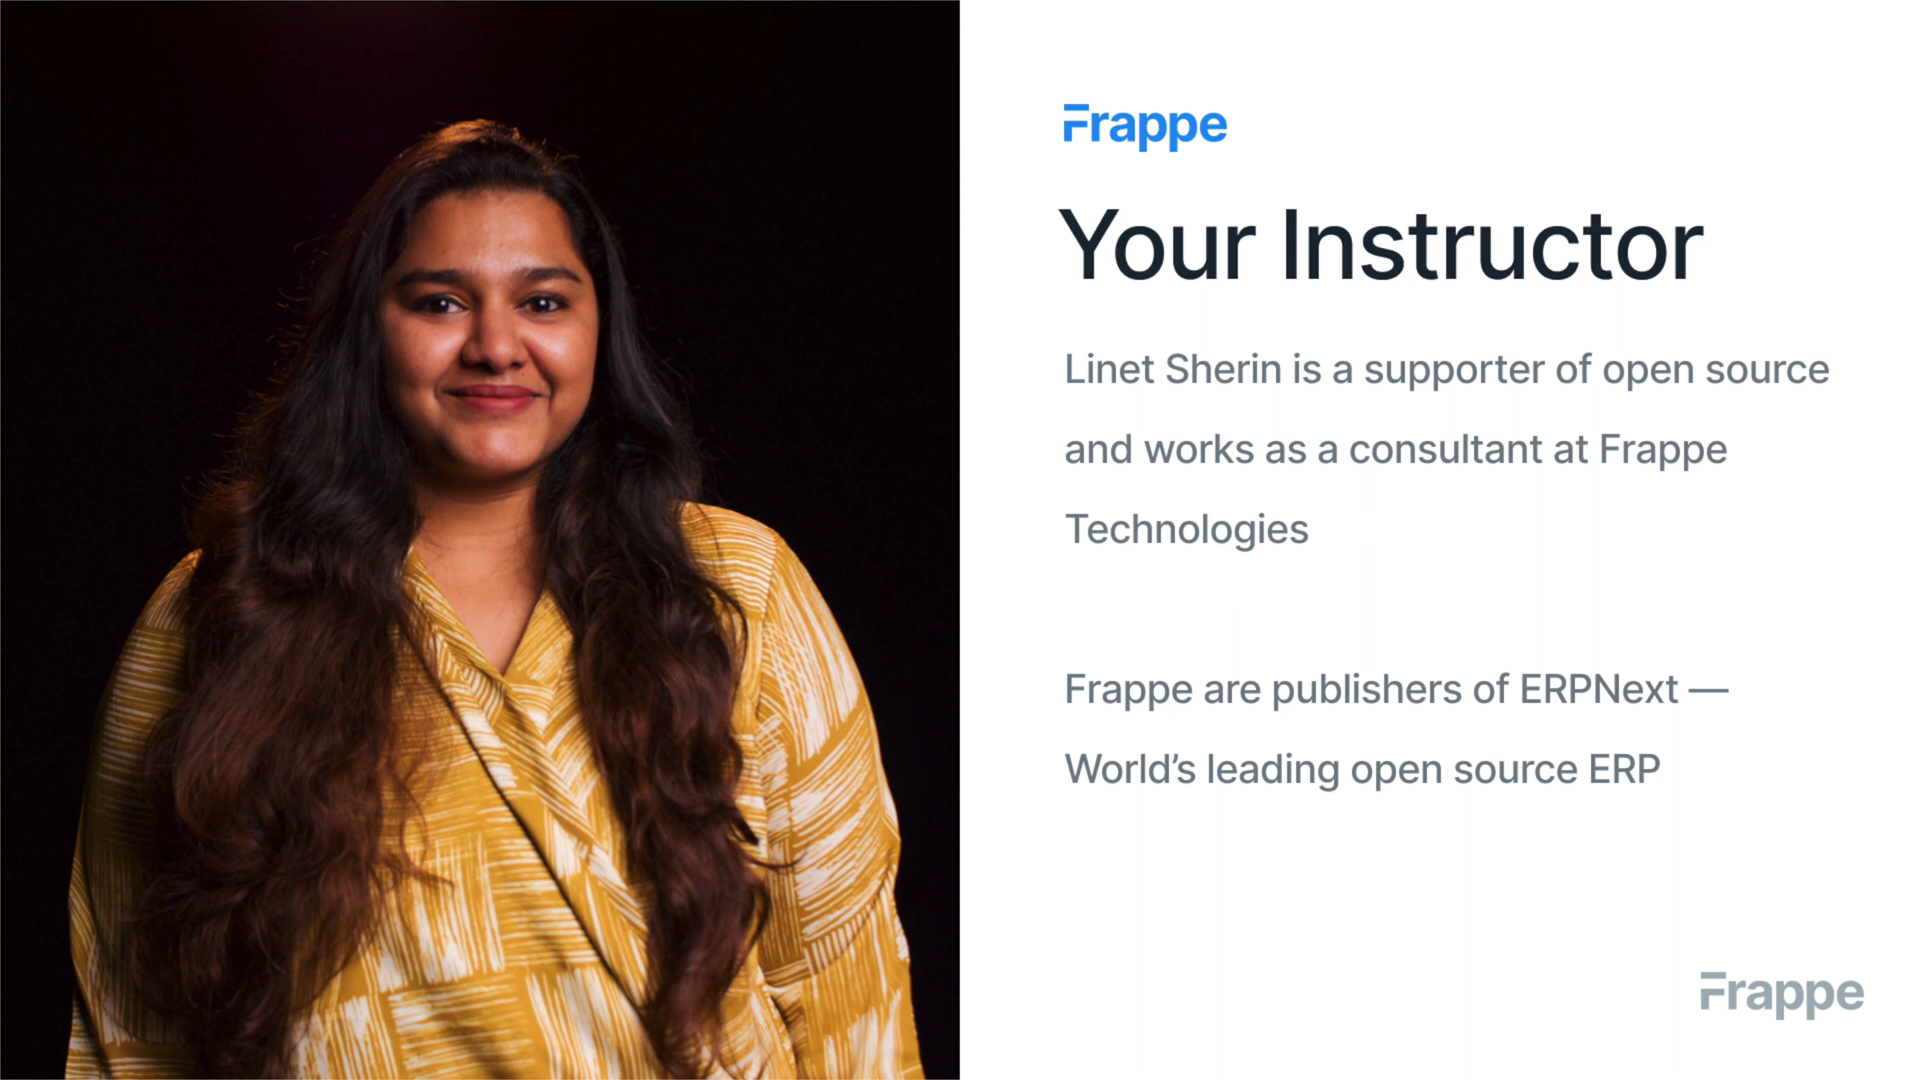 Frappe
Your Instructor
Linet Sherin is a supporter of open source
and works as a consultant at Frappe
Technologies
Frappe are publishers of ERPNext —
World’s leading open source ERP
Frappe